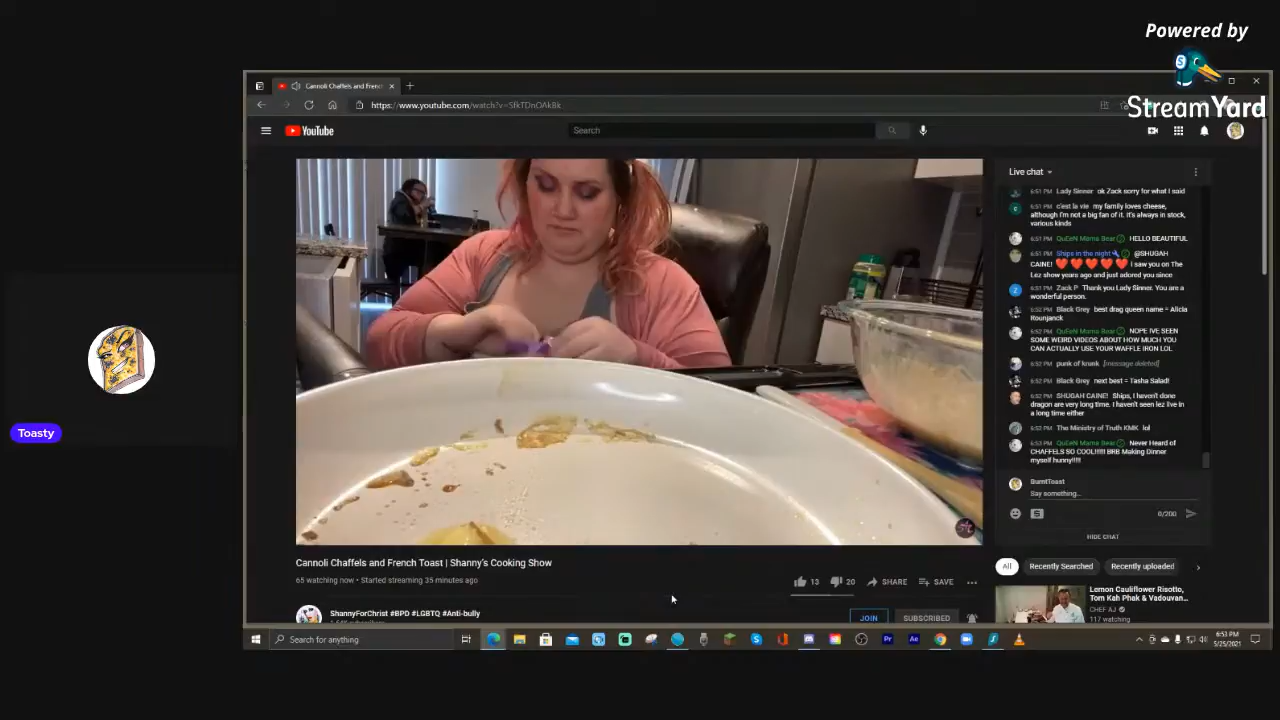 Powered by
StreamYard
Cannoli Chaffels and Frenc
https://www.youtube.com/watch?v=SfkTDnOAkBk
YouTube
Search
Live chat
6:51 PM Lady Sinner ok Zack sorry for what I said
6:51 PM c'est la vie my family loves cheese,
although I'm not a big fan of it. it's always in stock,
various kinds
6:51 PM QuEeN Mama Bear HELLO BEAUTIFUL
6:51 PM Ships in the night @SHUGAH
CAINE! ❤❤❤❤❤ I saw you on The
Lez show years ago and just adored you since
6:52 PM Zack P Thank you Lady Sinner. You are a
wonderful person.
6:52 PM Black Grey best drag queen name = Alicia
Rounjanck
6:52 PM QuEeN Mama Bear NOPE IVE SEEN
SOME WEIRD VIDEOS ABOUT HOW MUCH YOU
CAN ACTUALLY USE YOUR WAFFLE IRON LOL
6:52 PM punk of krunk [message deleted]
6:52 PM Black Grey next best = Tasha Salad!
6:52 PM SHUGAH CAINE! Ships, I haven't done
dragon are very long time. I haven't seen lez live in
a long time either
6:52 PM The Ministry of Truth KMK lol
6:53 PM QuEeN Mama Bear Never Heard of
CHAFFELS SO COOL!!!!!! BRB Making Dinner
myself hunny!!!!!
BurntToast
Say something...
0/200
HIDE CHAT
Toasty
Cannoli Chaffels and French Toast | Shanny's Cooking Show
65 watching now • Started streaming 35 minutes ago
13
20
SHARE
SAVE
All
Recently Searched
Recently uploaded
ShannyForChrist #BPD #LGBTQ #Anti-bully
JOIN
SUBSCRIBED
Lemon Cauliflower Risotto,
Tom Kah Phak & Vadouvan...
CHEF AJ
117 watching
Search for anything
6:53 PM
5/25/2021